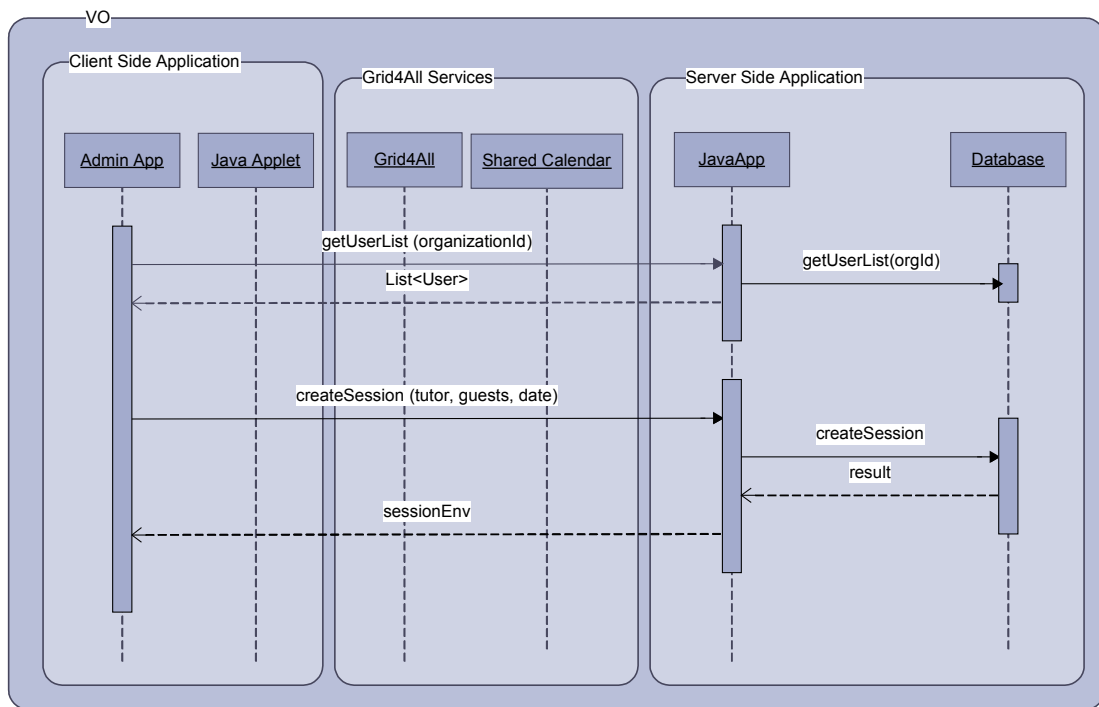 VO
Client Side Application
Grid4All Services
Server Side Application
Admin App
Java Applet
Grid4All
Shared Calendar
JavaApp
Database
getUserList (organizationId)
getUserList(orgId)
List<User>
createSession (tutor, guests, date)
createSession
result
sessionEnv